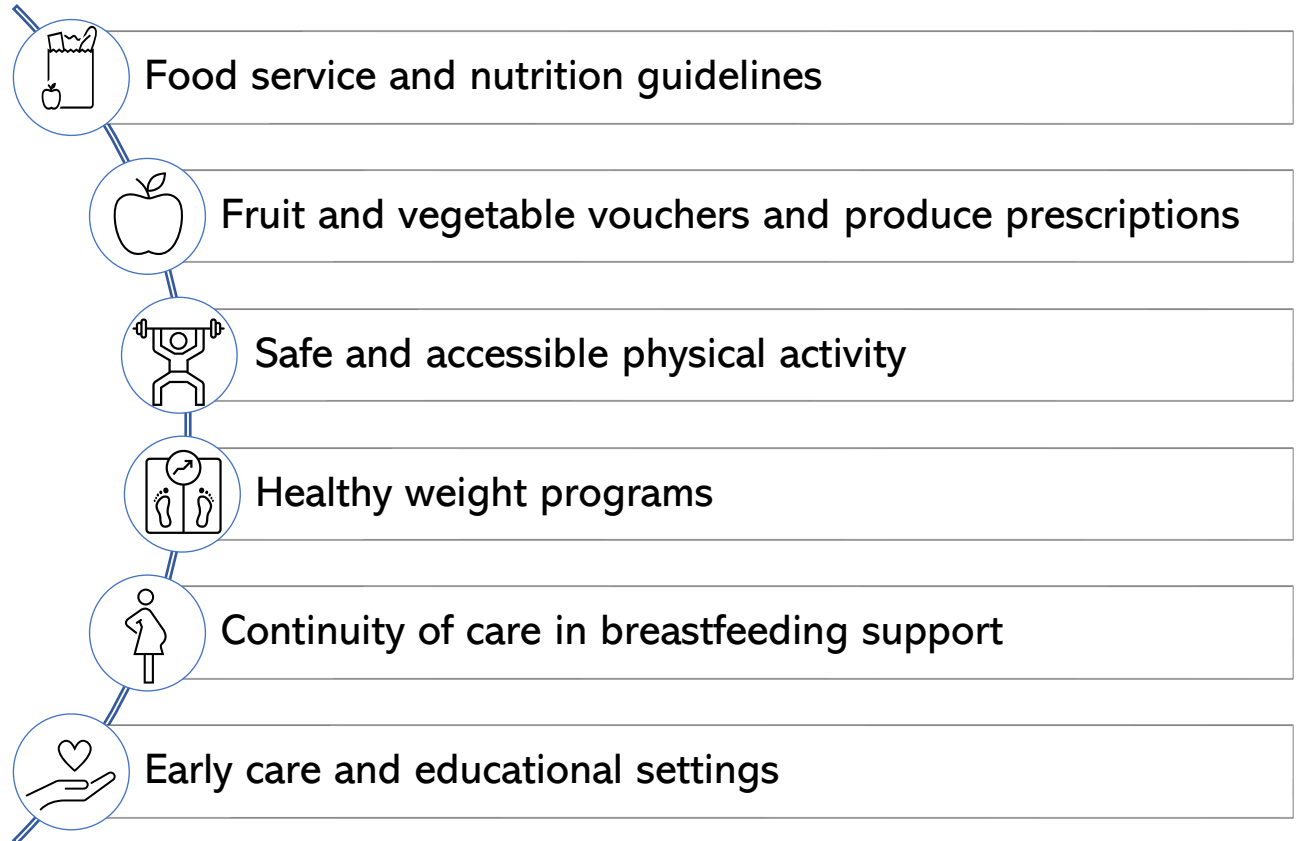 Food service and nutrition guidelines
Fruit and vegetable vouchers and produce prescriptions
Safe and accessible physical activity
Healthy weight programs
Continuity of care in breastfeeding support
Early care and educational settings